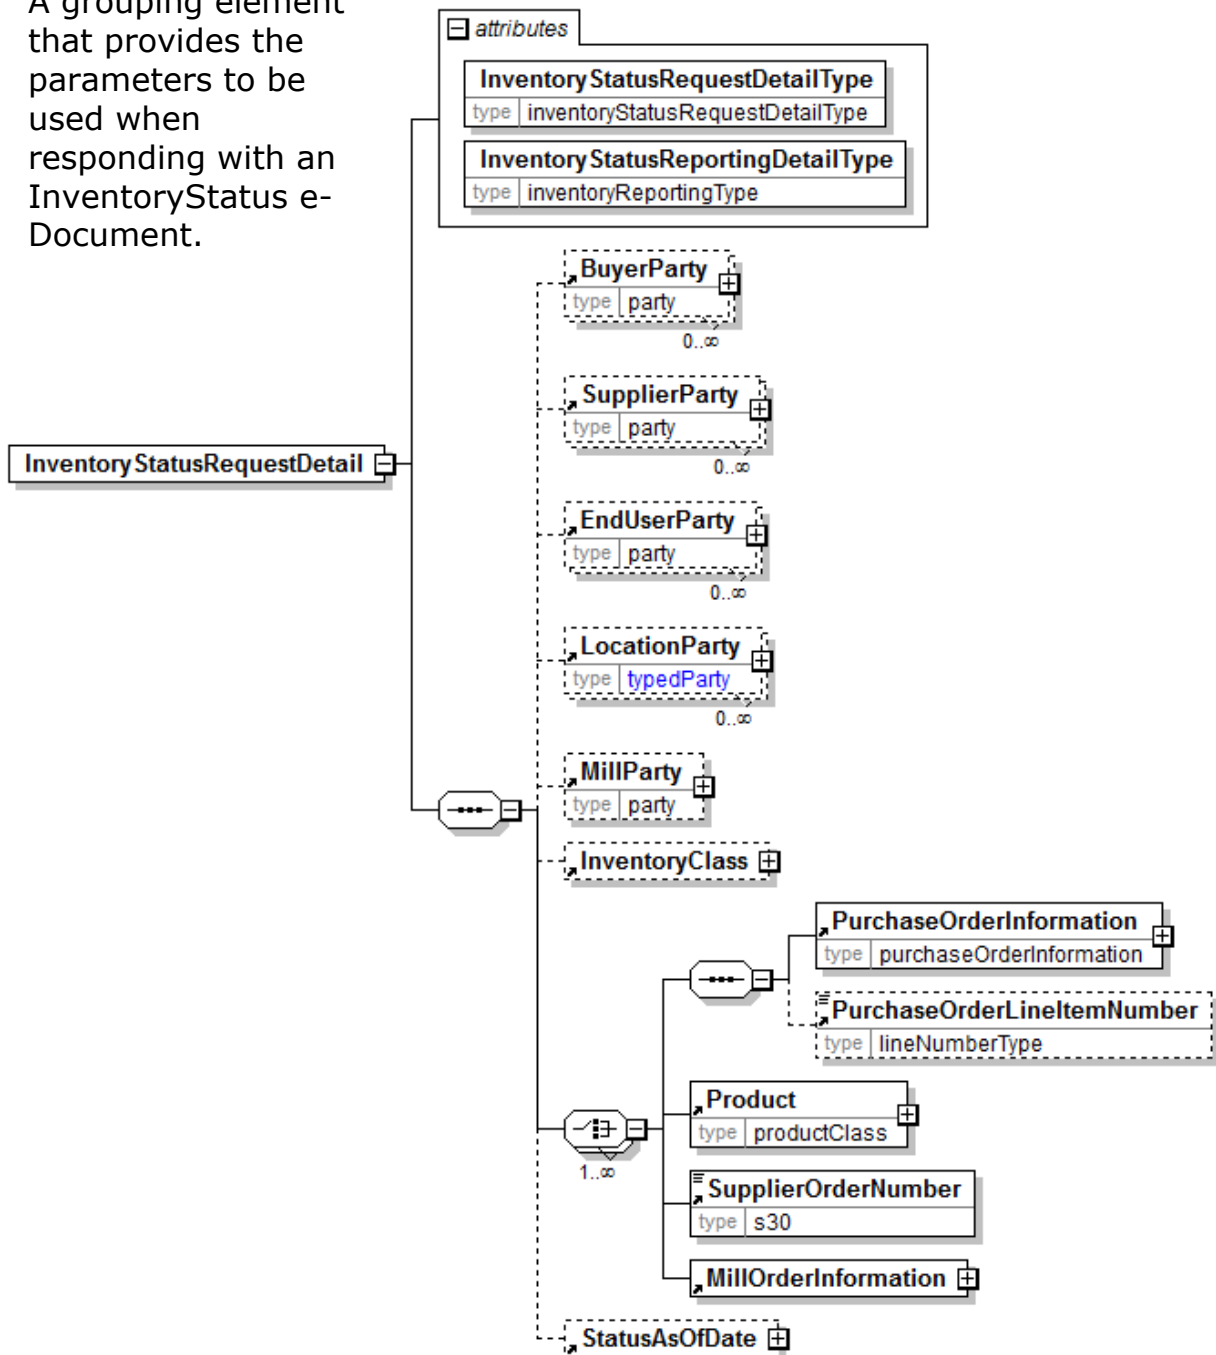 A grouping element
that provides the
parameters to be
used when
responding with an
InventoryStatus e-
Document.
attributes
InventoryStatusRequestDetailType
type inventoryStatusRequestDetailType
InventoryStatusReportingDetailType
type inventoryReportingType
BuyerParty
type party
0..∞
SupplierParty
type party
0..∞
InventoryStatusRequestDetail
EndUserParty
type party
0..∞
LocationParty
type typedParty
0..∞
MillParty
type party
InventoryClass
PurchaseOrderInformation
type purchaseOrderInformation
PurchaseOrderLineItemNumber
type lineNumberType
Product
type productClass
1..∞
SupplierOrderNumber
type s30
MillOrderInformation
StatusAsOfDate